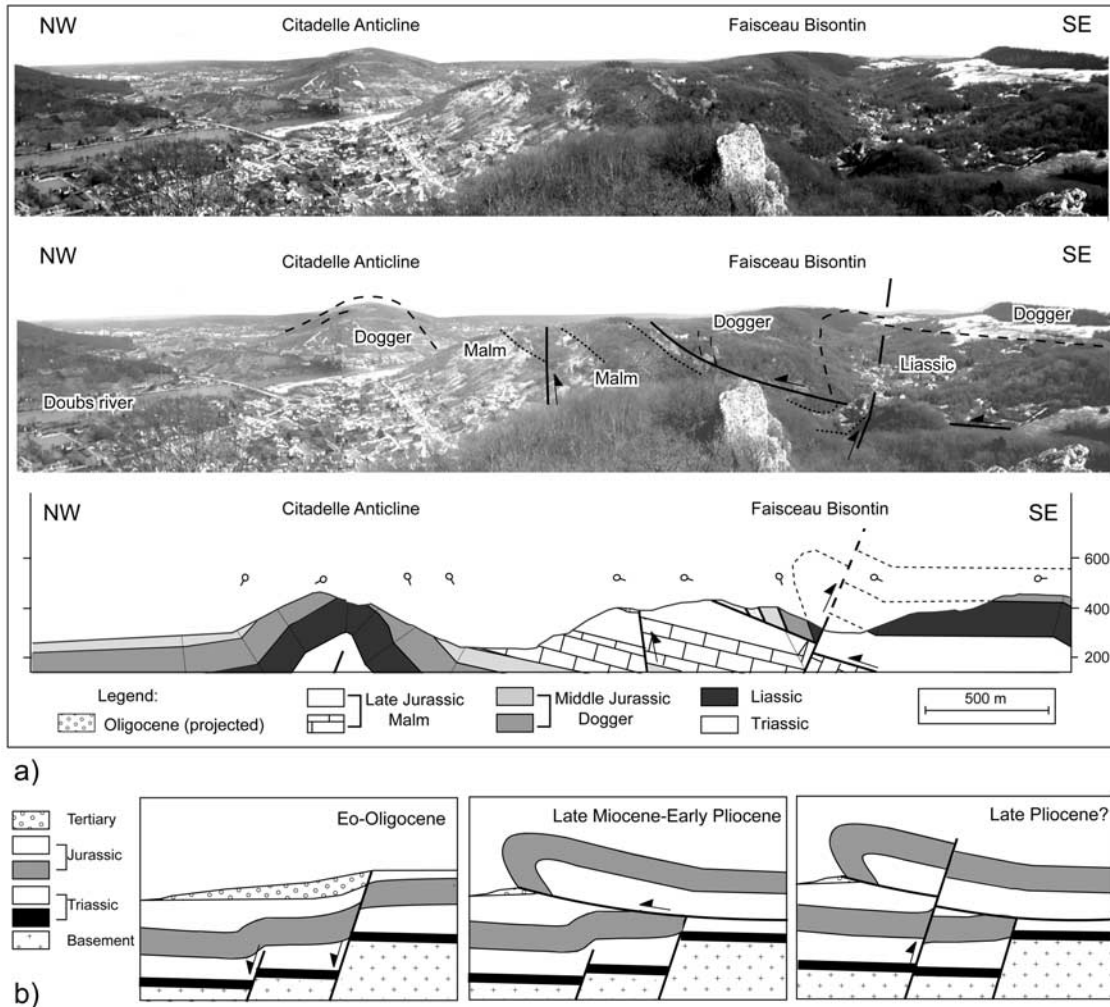 NW Citadelle Anticline Faisceau Bisontin SE
NW Citadelle Anticline Faisceau Bisontin SE
Dogger
Dogger
Dogger
Malm
Liassic
Malm
Doubs river
NW Citadelle Anticline Faisceau Bisontin SE
600
400
200
Legend:
Oligocene (projected)
Late Jurassic
Malm
Middle Jurassic
Dogger
Liassic
Triassic
500 m
a)
Tertiary
Jurassic
Triassic
Basement
Eo-Oligocene
Late Miocene-Early Pliocene
Late Pliocene?
b)